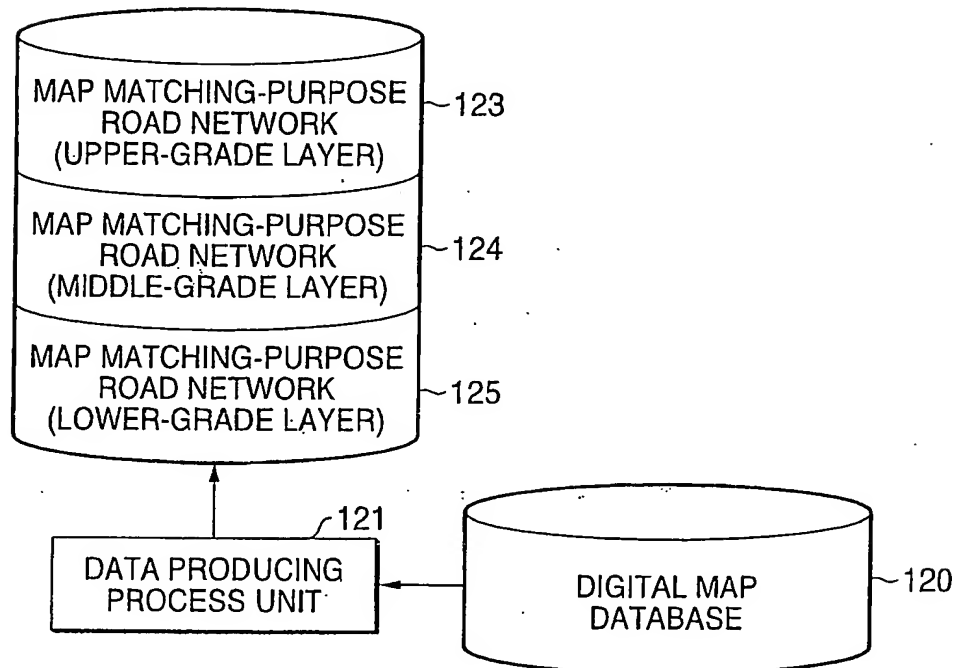 MAP MATCHING-PURPOSE
ROAD NETWORK
(UPPER-GRADE LAYER)
123
MAP MATCHING-PURPOSE
ROAD NETWORK
(MIDDLE-GRADE LAYER)
124
MAP MATCHING-PURPOSE
ROAD NETWORK
(LOWER-GRADE LAYER)
125
121
DATA PRODUCING
PROCESS UNIT
DIGITAL MAP
DATABASE
120